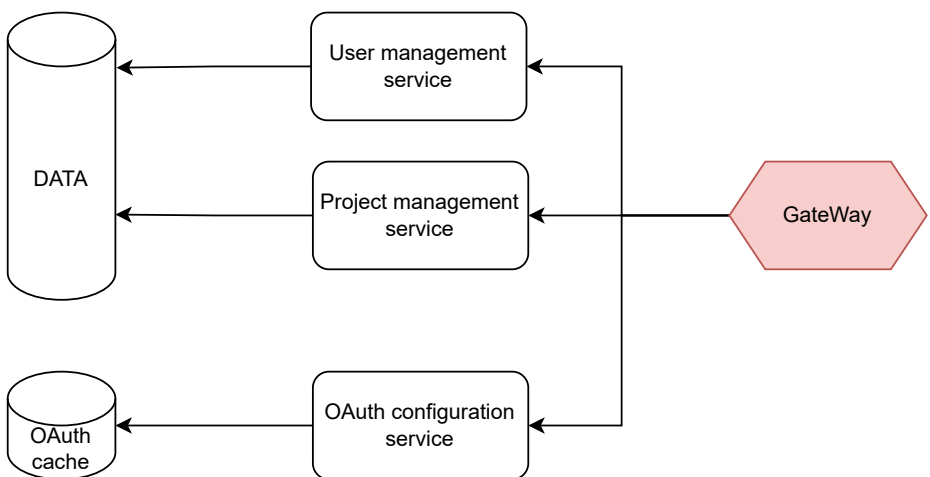 User management
service
DATA
Project management
service
GateWay
OAuth configuration
service
OAuth
cache